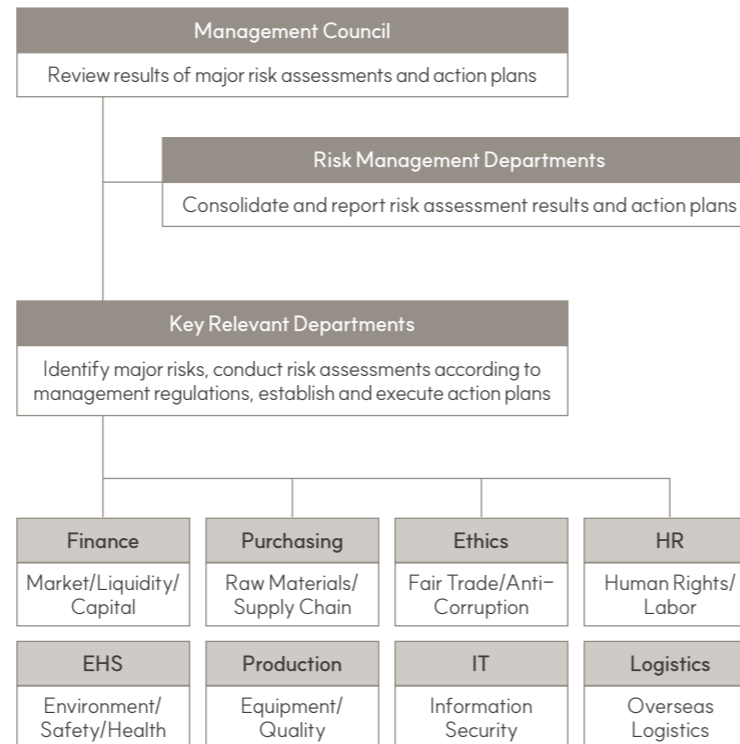 Management Council
Review results of major risk assessments and action plans
Risk Management Departments
Consolidate and report risk assessment results and action plans
Key Relevant Departments
Identify major risks, conduct risk assessments according to
management regulations, establish and execute action plans
Finance
Market/Liquidity/
Capital
Purchasing
Raw Materials/
Supply Chain
Ethics
Fair Trade/Anti–
Corruption
HR
Human Rights/
Labor
EHS
Environment/
Safety/Health
Production
Equipment/
Quality
IT
Information
Security
Logistics
Overseas
Logistics